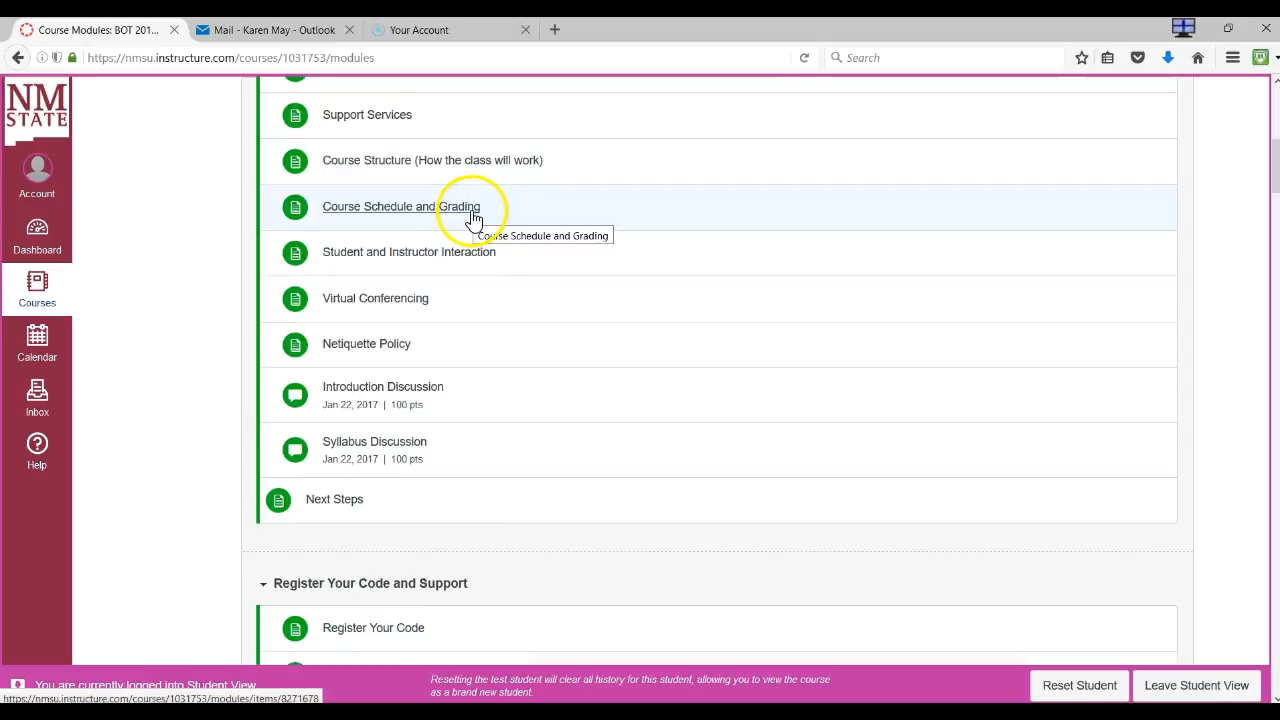 Course Modules: BOT 201...
Mail - Karen May - Outlook
Your Account
https://nmsu.instructure.com/courses/1031753/modules
Search
NM
STATE
Account
Dashboard
Courses
Calendar
Inbox
Help
Support Services
Course Structure (How the class will work)
Course Schedule and Grading
Course Schedule and Grading
Student and Instructor Interaction
Virtual Conferencing
Netiquette Policy
Introduction Discussion
Jan 22, 2017 | 100 pts
Syllabus Discussion
Jan 22, 2017 | 100 pts
Next Steps
Register Your Code and Support
Register Your Code
You are currently logged into Student View
Resetting the test student will clear all history for this student, allowing you to view the course
as a brand new student.
Reset Student
Leave Student View
https://nmsu.instructure.com/courses/1031753/modules/items/8271678